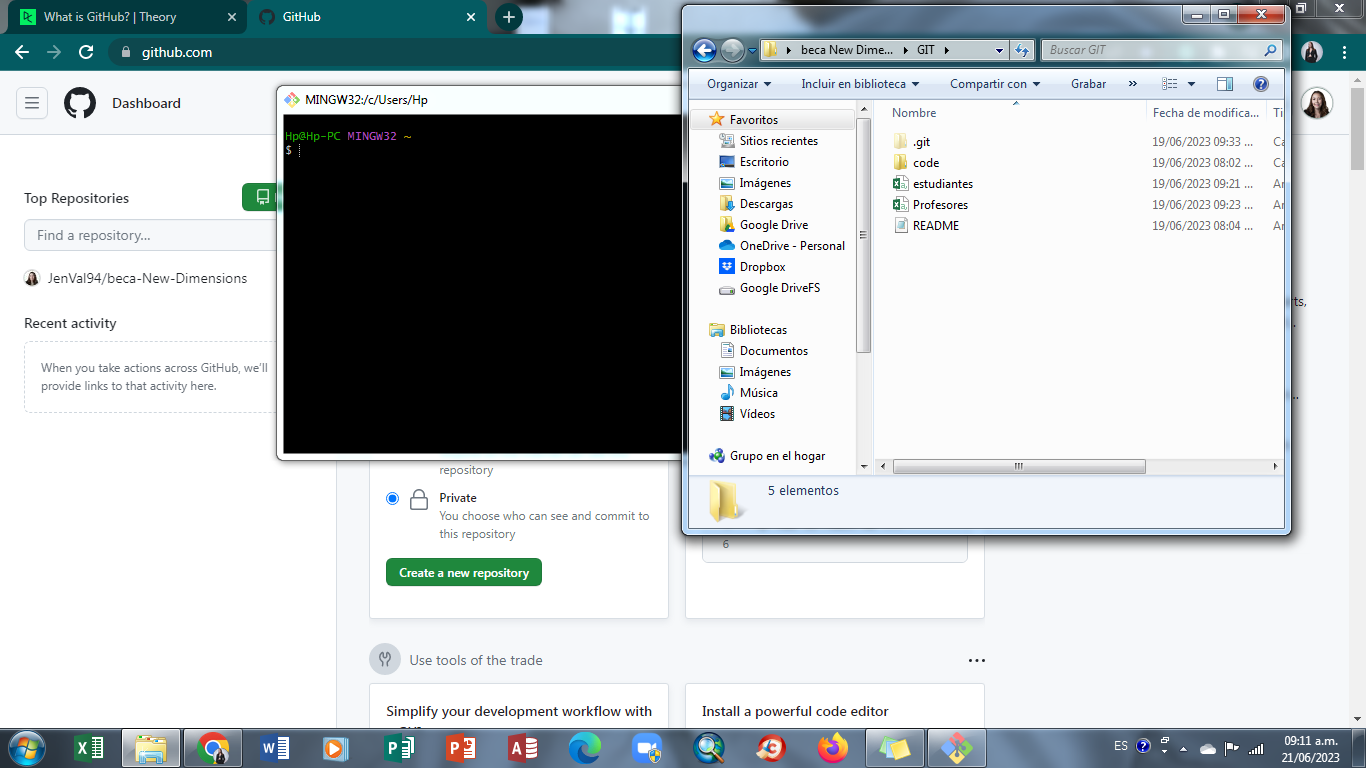 What is GitHub? | Theory
GitHub
github.com
Dashboard
Top Repositories
Find a repository...
JenVal94/beca-New-Dimensions
Recent activity
When you take actions across GitHub, we'll
provide links to that activity here.
MINGW32:/c/Users/Hp
Hp@Hp-PC MINGW32 ~
$
beca New Dime... GIT
Buscar GIT
Organizar Incluir en biblioteca Compartir con Grabar »
Favoritos
Sitios recientes
Escritorio
Imágenes
Descargas
Google Drive
OneDrive - Personal
Dropbox
Google DriveFS
Bibliotecas
Documentos
Imágenes
Música
Vídeos
Grupo en el hogar
Nombre Fecha de modifica... Ti
.git 19/06/2023 09:33 ... Ca
code 19/06/2023 08:02 ... Ca
estudiantes 19/06/2023 09:21 ... Ar
Profesores 19/06/2023 09:23 ... Ar
README 19/06/2023 08:04 ... Ar
5 elementos
repository
Private
You choose who can see and commit to
this repository
Create a new repository
6
Use tools of the trade
Simplify your development workflow with
Install a powerful code editor
ES
09:11 a.m.
21/06/2023